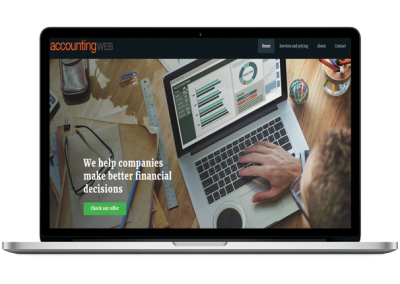 accountingWEB
Home Services and pricing About Contact
We help companies
make better financial
decisions
Check our offer